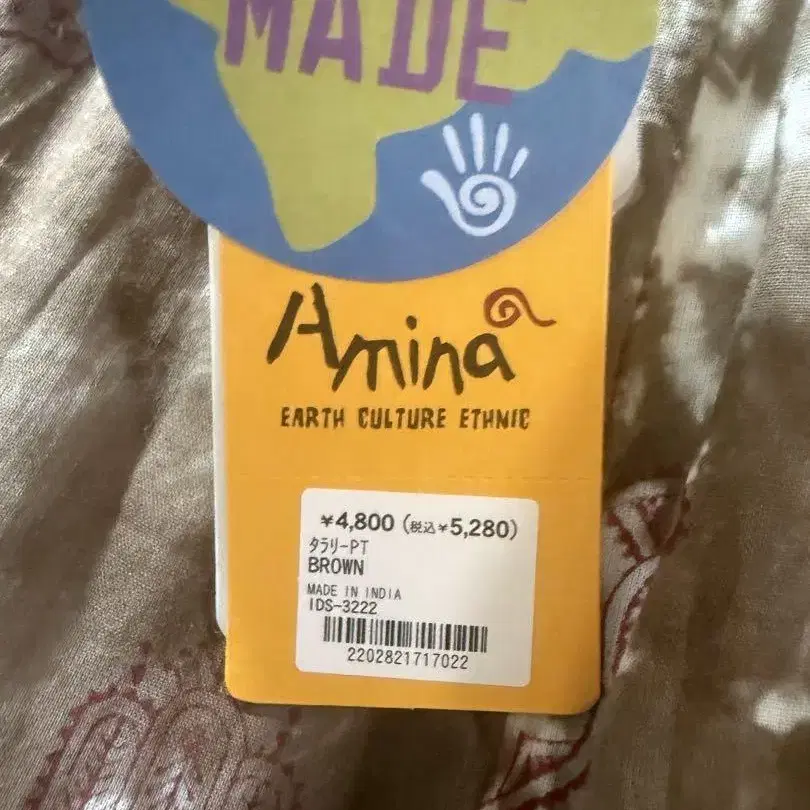 MADE
Amina
EARTH CULTURE ETHNIC
¥4,800 (税込¥5,280)
タラリーPT
BROWN
MADE IN INDIA
IDS-3222
2202821717022